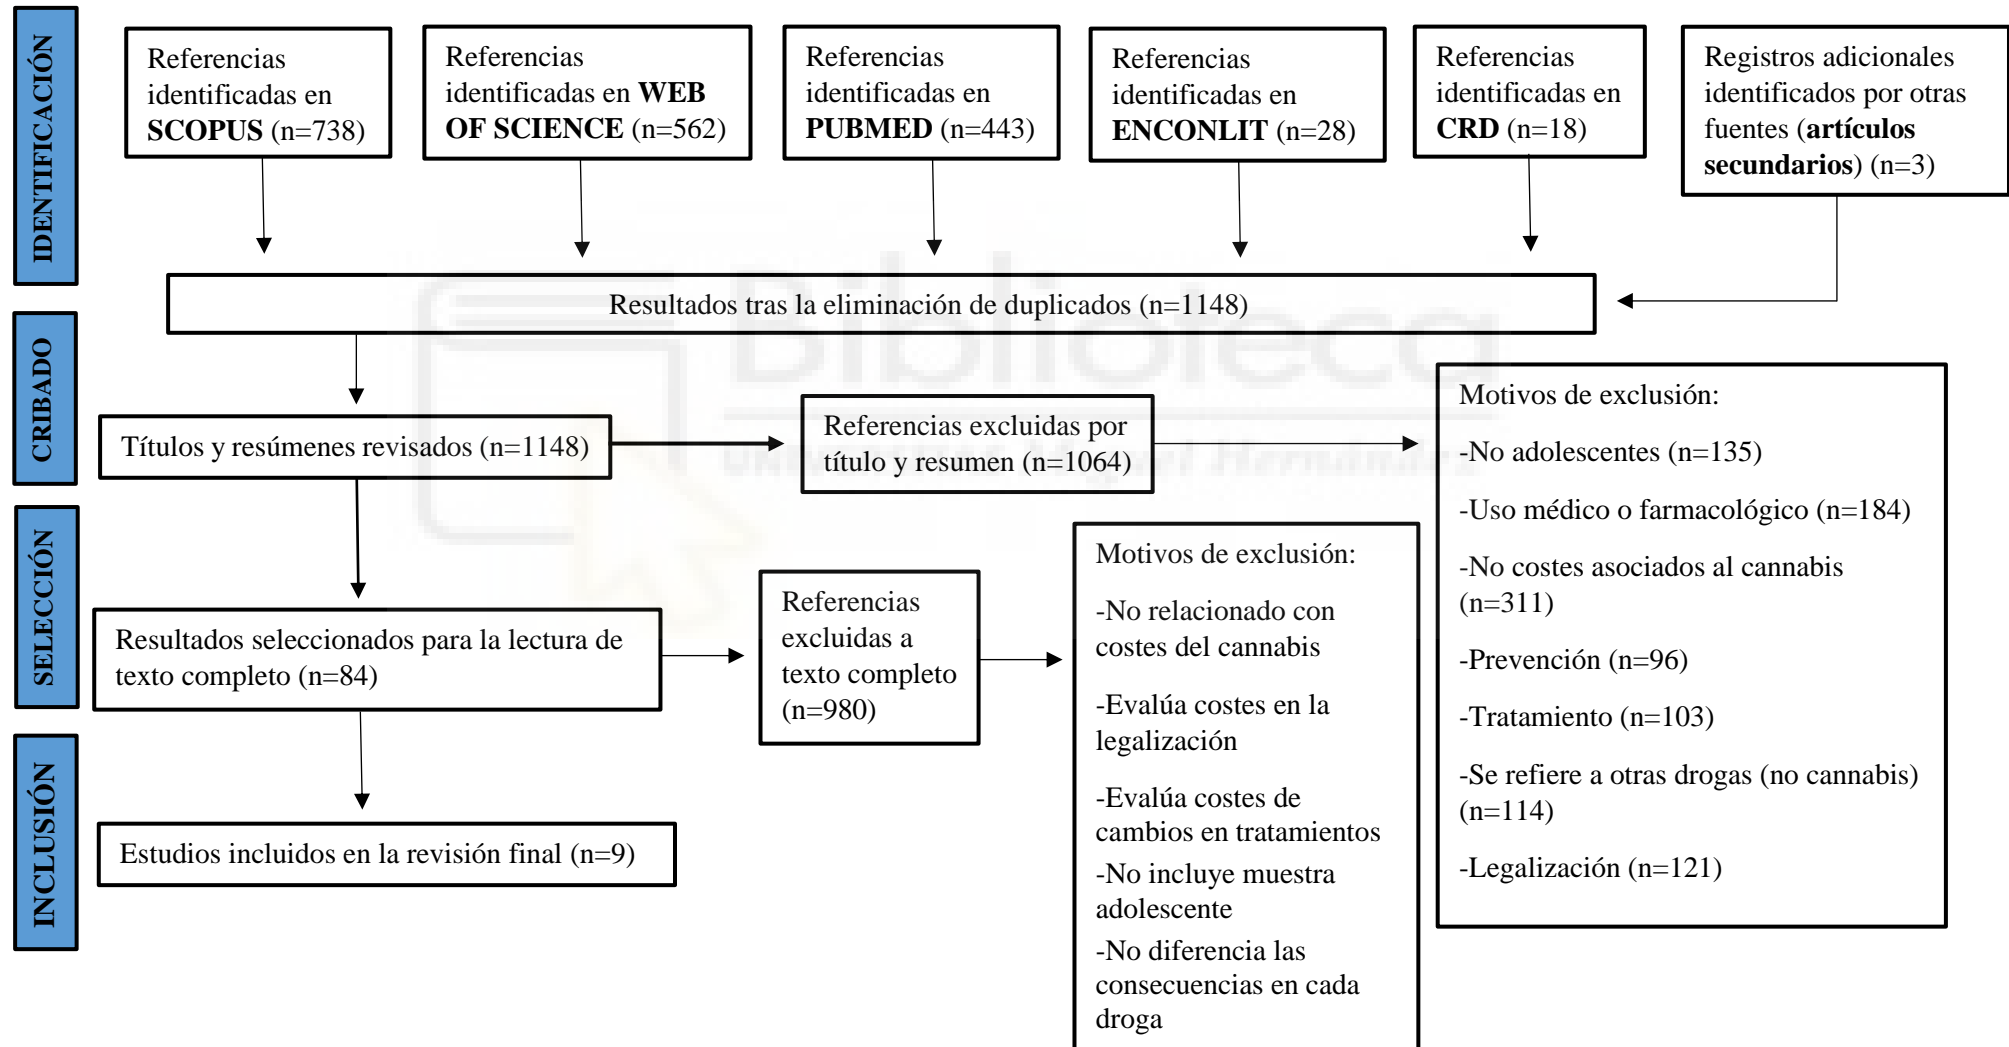 IDENTIFICACIÓN
Referencias
identificadas en
SCOPUS (n=738)
Referencias
identificadas en WEB
OF SCIENCE (n=562)
Referencias
identificadas en
PUBMED (n=443)
Referencias
identificadas en
ENCONLIT (n=28)
Referencias
identificadas en
CRD (n=18)
Registros adicionales
identificados por otras
fuentes (artículos
secundarios) (n=3)
Resultados tras la eliminación de duplicados (n=1148)
Biblioteca
UNIVERSITAS Miguel Hernández
CRIBADO
Títulos y resúmenes revisados (n=1148)
Referencias excluidas por
título y resumen (n=1064)
Motivos de exclusión:
-No adolescentes (n=135)
-Uso médico o farmacológico (n=184)
-No costes asociados al cannabis
(n=311)
-Prevención (n=96)
-Tratamiento (n=103)
-Se refiere a otras drogas (no cannabis)
(n=114)
-Legalización (n=121)
SELECCIÓN
Resultados seleccionados para la lectura de
texto completo (n=84)
Referencias
excluidas a
texto completo
(n=980)
Motivos de exclusión:
-No relacionado con
costes del cannabis
-Evalúa costes en la
legalización
-Evalúa costes de
cambios en tratamientos
-No incluye muestra
adolescente
-No diferencia las
consecuencias en cada
droga
INCLUSIÓN
Estudios incluidos en la revisión final (n=9)